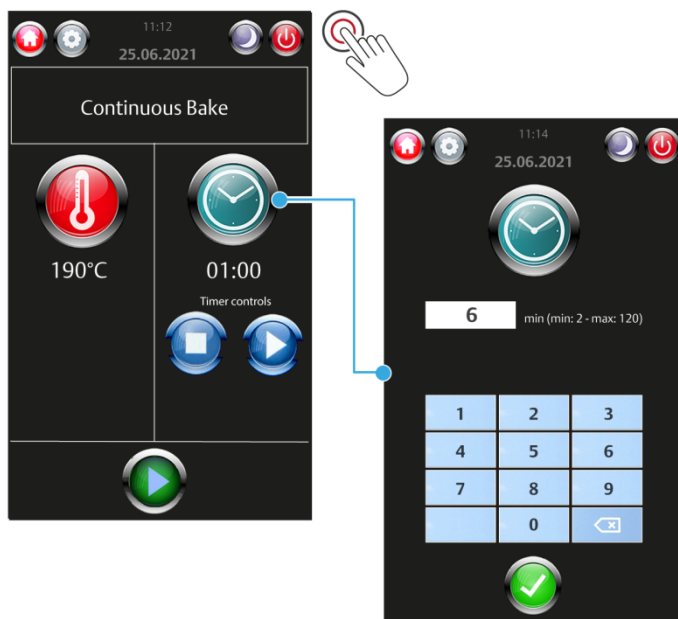 11:12
25.06.2021
Continuous Bake
190°C
01:00
Timer controls
11:14
25.06.2021
6 min (min: 2 - max: 120)
1 2 3
4 5 6
7 8 9
0